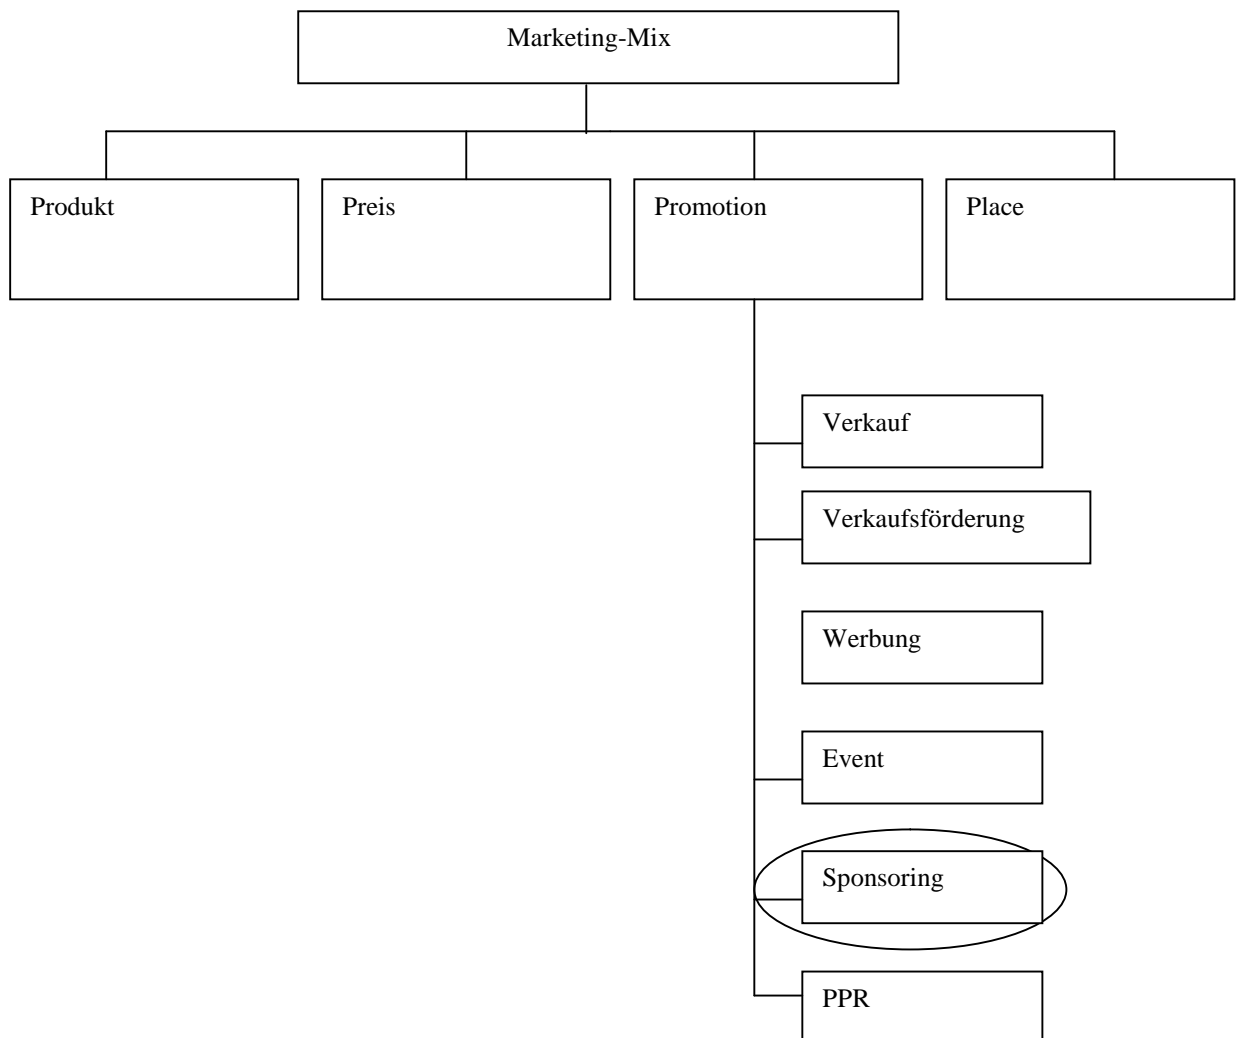 Marketing-Mix
Produkt
Preis
Promotion
Place
Verkauf
Verkaufsförderung
Werbung
Event
Sponsoring
PPR